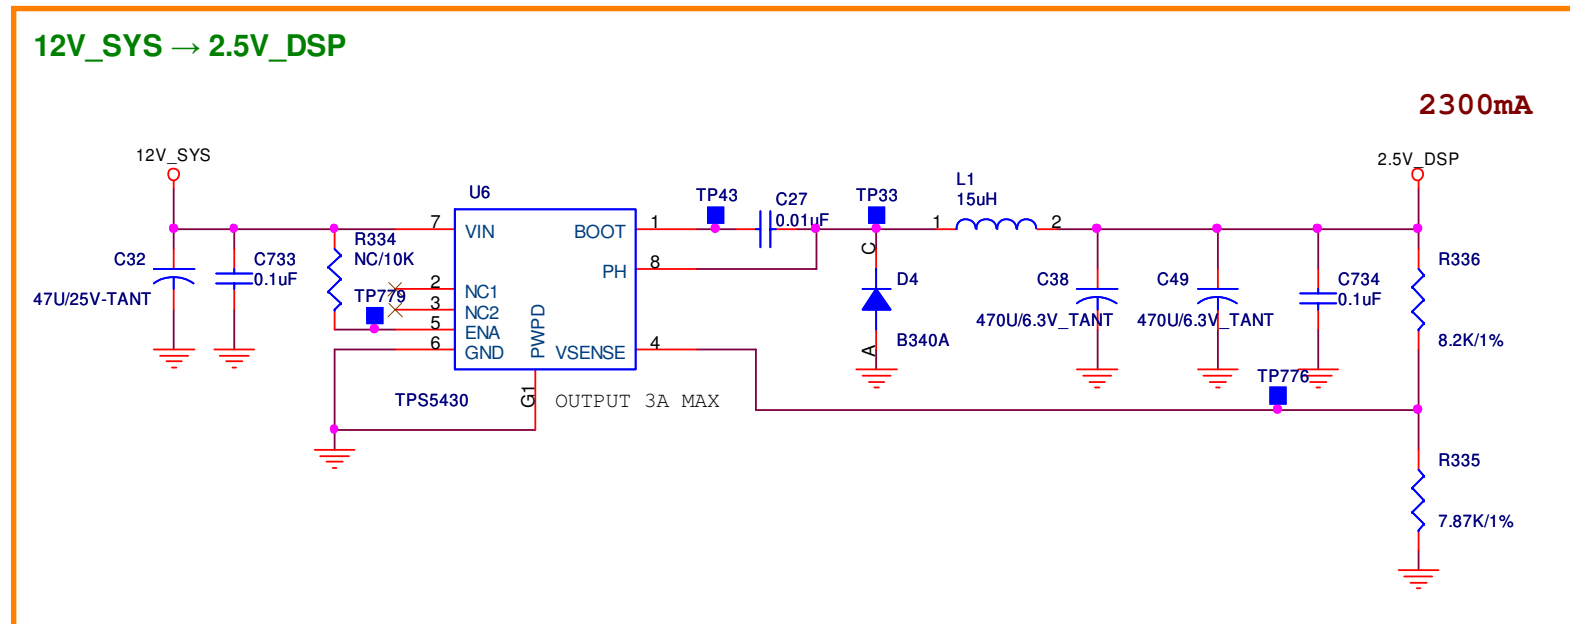 12V_SYS → 2.5V_DSP
2300mA
12V_SYS
2.5V_DSP
U6
TP43
C27
0.01uF
TP33
L1
15uH
7
VIN
BOOT
1
1
2
R334
NC/10K
C32
47U/25V-TANT
C733
0.1uF
PH
8
C
D4
B340A
A
C38
470U/6.3V_TANT
C49
470U/6.3V_TANT
C734
0.1uF
R336
8.2K/1%
TP779
2
NC1
3
NC2
5
ENA
6
GND
PWPD
VSENSE
4
TP776
TPS5430
G1
OUTPUT 3A MAX
R335
7.87K/1%